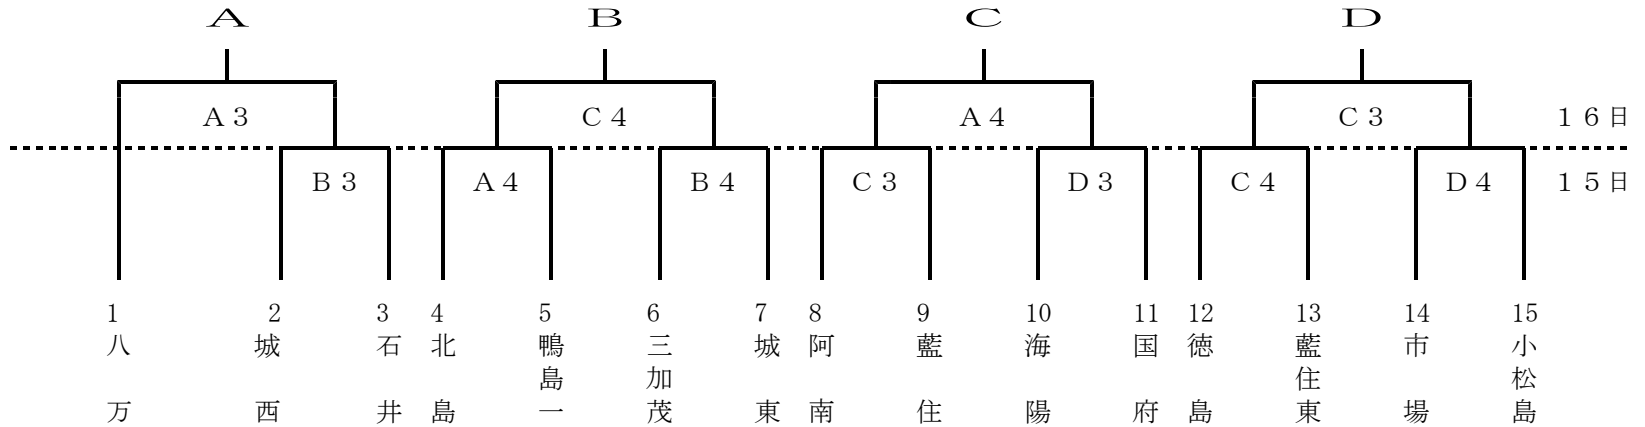 A B C D
A3 C4 A4 C3 16日
B3 A4 B4 C3 D3 C4 D4 15日
1 2 3 4 5 6 7 8 9 10 11 12 13 14 15
八万 城西 石井 北島 鴨島一 三加茂 城東 阿南 藍住 海陽 国府 徳島 藍住東 市場 小松島